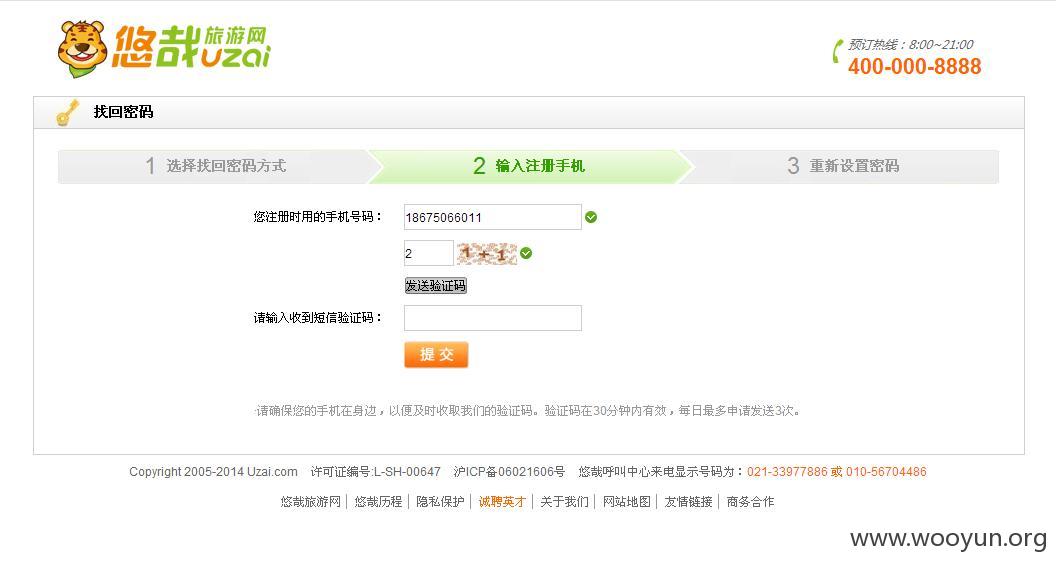 悠哉旅游网 Uzai
预订热线：8:00~21:00
400-000-8888
找回密码
1 选择找回密码方式 2 输入注册手机 3 重新设置密码
您注册时用的手机号码： 18675066011
2 1+1
发送验证码
请输入收到短信验证码：
提 交
·请确保您的手机在身边，以便及时收取我们的验证码。验证码在30分钟内有效，每日最多申请发送3次。
Copyright 2005-2014 Uzai.com 许可证编号:L-SH-00647 沪ICP备06021606号 悠哉呼叫中心来电显示号码为：021-33977886 或 010-56704486
悠哉旅游网 | 悠哉历程 | 隐私保护 | 诚聘英才 | 关于我们 | 网站地图 | 友情链接 | 商务合作
www.wooyun.org